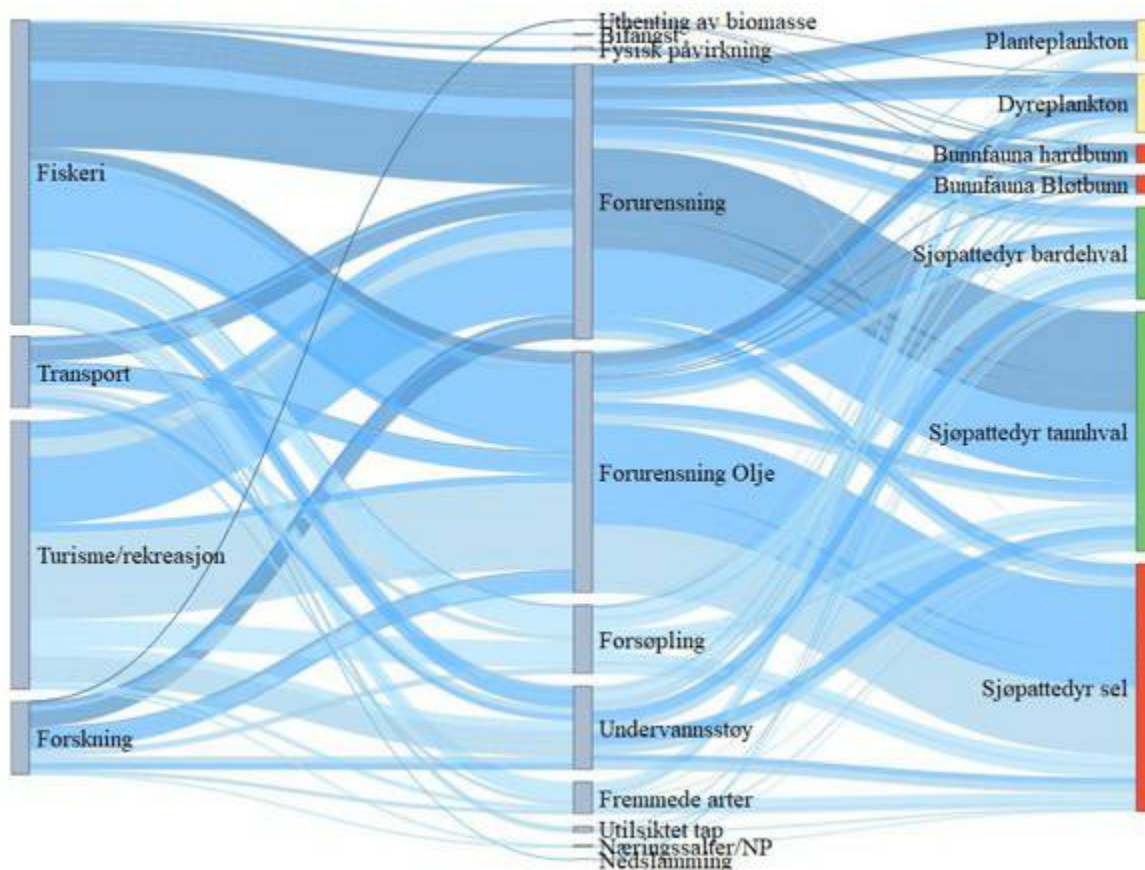 Fiskeri
Transport
Turisme/rekreasjon
Forskning
Uthenting av biomasse
Bifangst
Fysisk påvirkning
Forurensning
Forurensning Olje
Forsøpling
Undervannsstøy
Fremmede arter
Utilsiktet tap
Næringssalter/NP
Nedslamming
Planteplankton
Dyreplankton
Bunnfauna hardbunn
Bunnfauna Bløtbunn
Sjøpattedyr bardehval
Sjøpattedyr tannhval
Sjøpattedyr sel